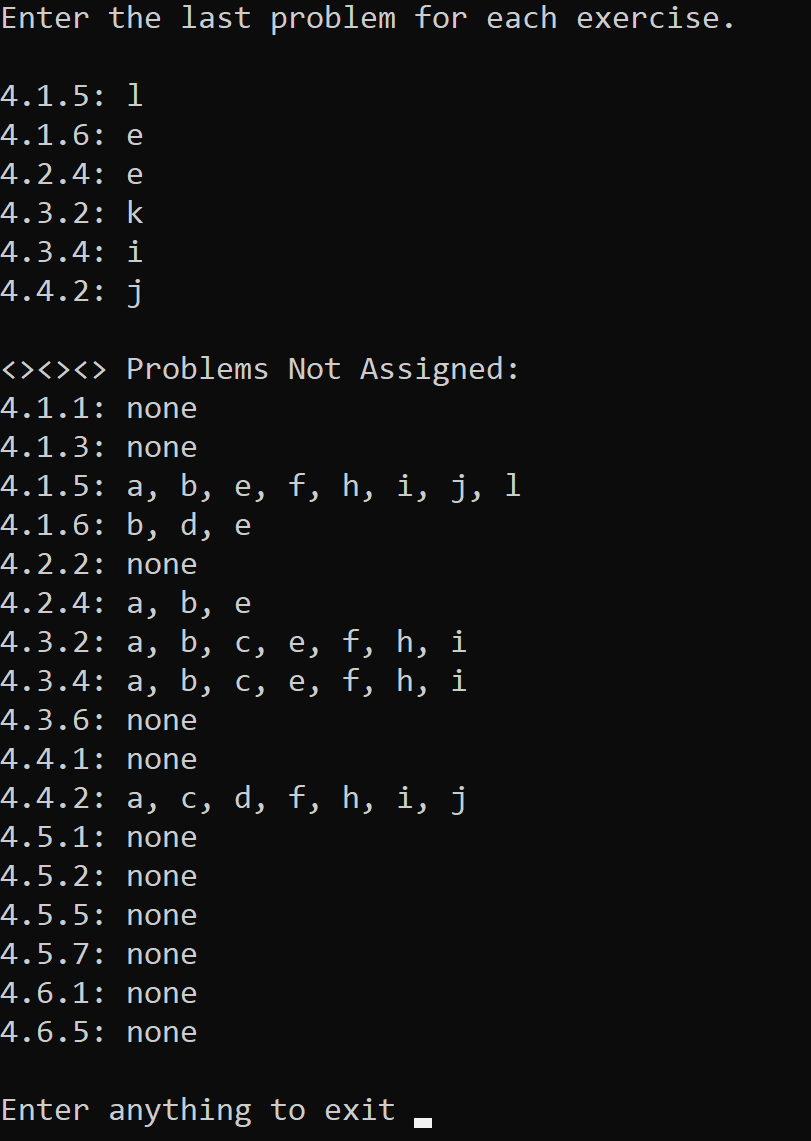 Enter the last problem for each exercise.
4.1.5: l
4.1.6: e
4.2.4: e
4.3.2: k
4.3.4: i
4.4.2: j
<><><> Problems Not Assigned:
4.1.1: none
4.1.3: none
4.1.5: a, b, e, f, h, i, j, l
4.1.6: b, d, e
4.2.2: none
4.2.4: a, b, e
4.3.2: a, b, c, e, f, h, i
4.3.4: a, b, c, e, f, h, i
4.3.6: none
4.4.1: none
4.4.2: a, c, d, f, h, i, j
4.5.1: none
4.5.2: none
4.5.5: none
4.5.7: none
4.6.1: none
4.6.5: none
Enter anything to exit